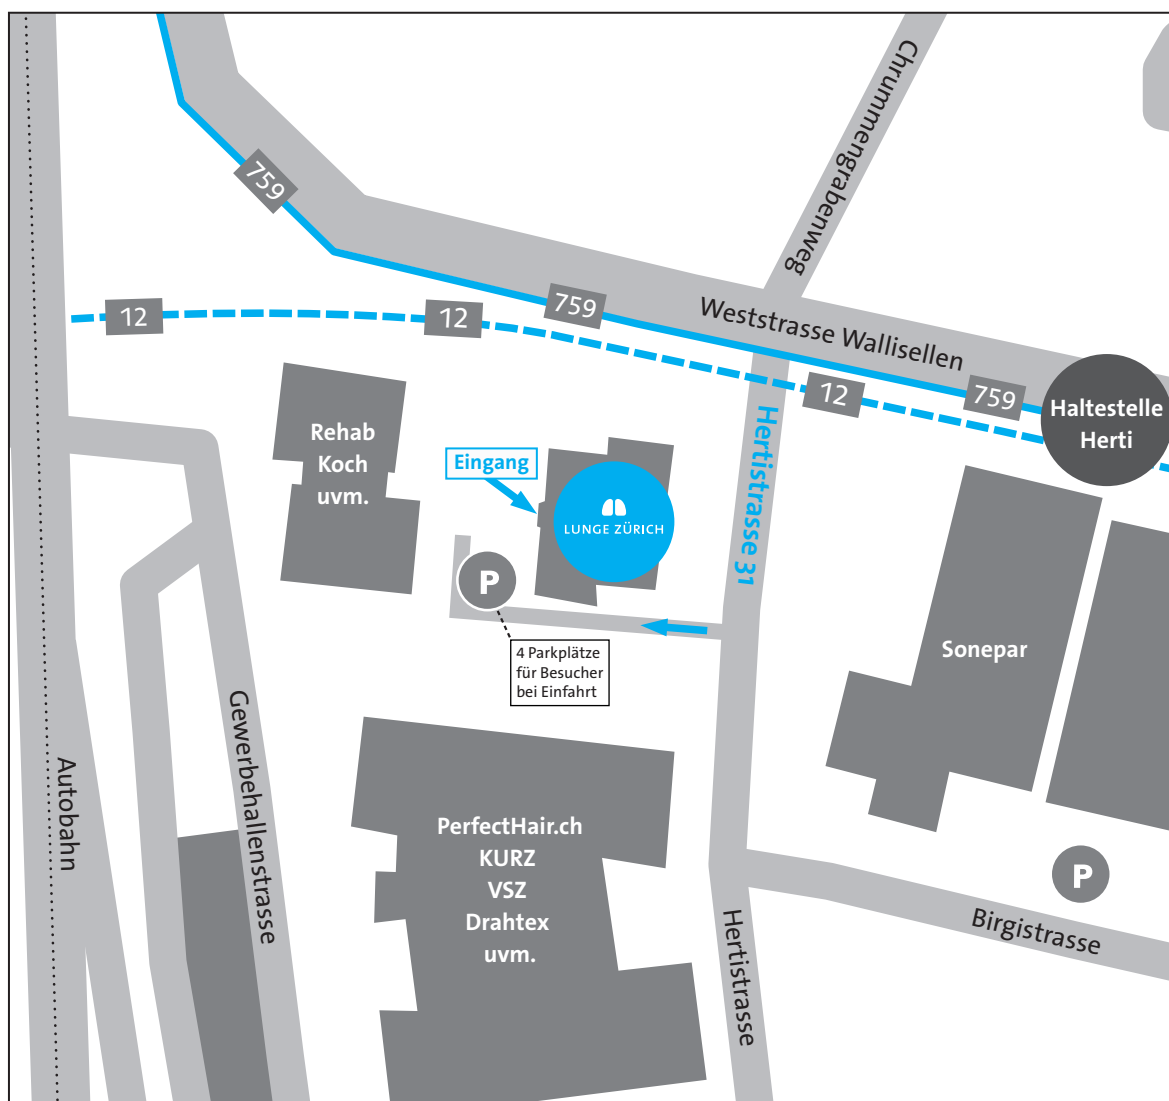 Chrummengrabenweg
759
12
12
759
Weststrasse Wallisellen
12
759
Haltestelle
Herti
Rehab
Koch
uvm.
Eingang
LUNGE ZÜRICH
Hertistrasse 31
P
4 Parkplätze
für Besucher
bei Einfahrt
Sonepar
Gewerbehallenstrasse
Autobahn
PerfectHair.ch
KURZ
VSZ
Drahtex
uvm.
P
Hertistrasse
Birgistrasse